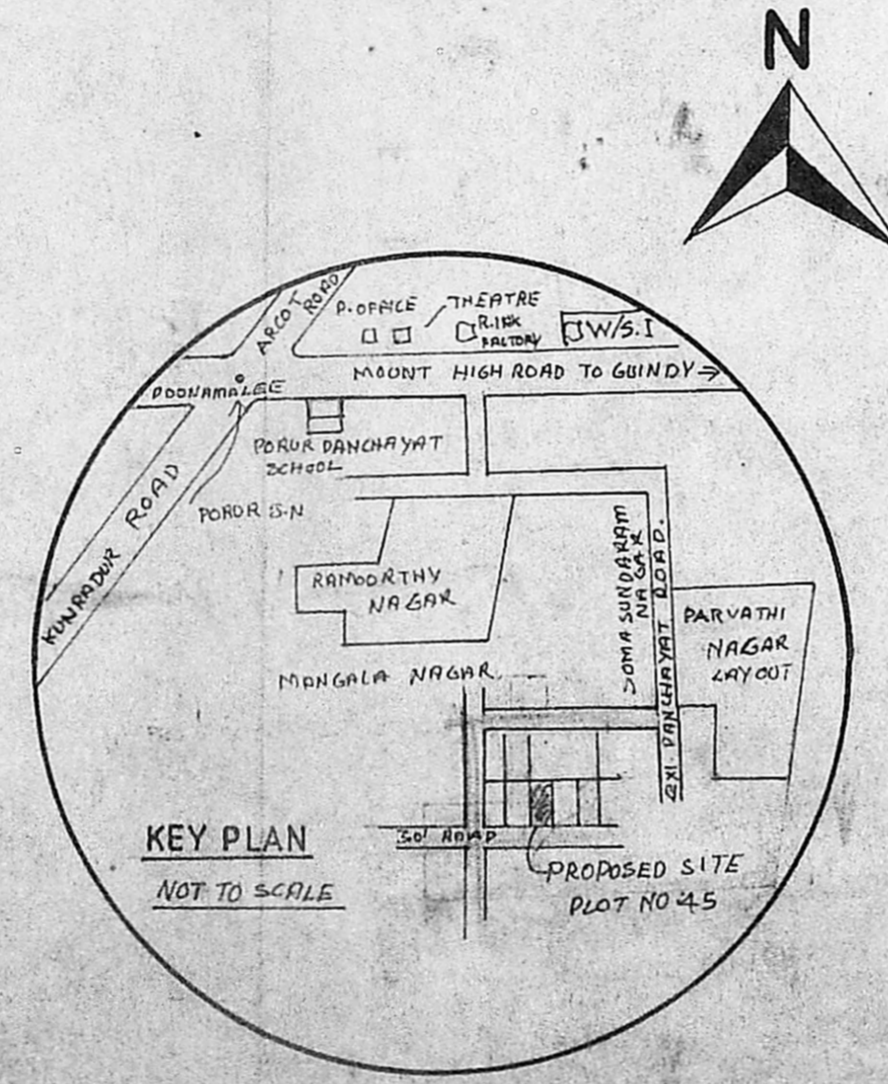 N
ARCOT
ROAD
P.OFFICE
THEATRE
R.INK
FACTORY
W/S.I
MOUNT HIGH ROAD TO GUINDY →
POONAMALEE
PORUR PANCHAYAT
SCHOOL
KUNRADUR ROAD
PORUR S.N
RAMOORTHY
NAGAR
SOMA SUNDARAM
NAGAR
PANCHAYAT ROAD.
PARVATHI
NAGAR
LAYOUT
MANGALA NAGAR.
30' ROAD
KEY PLAN
NOT TO SCALE
PROPOSED SITE
PLOT NO 45